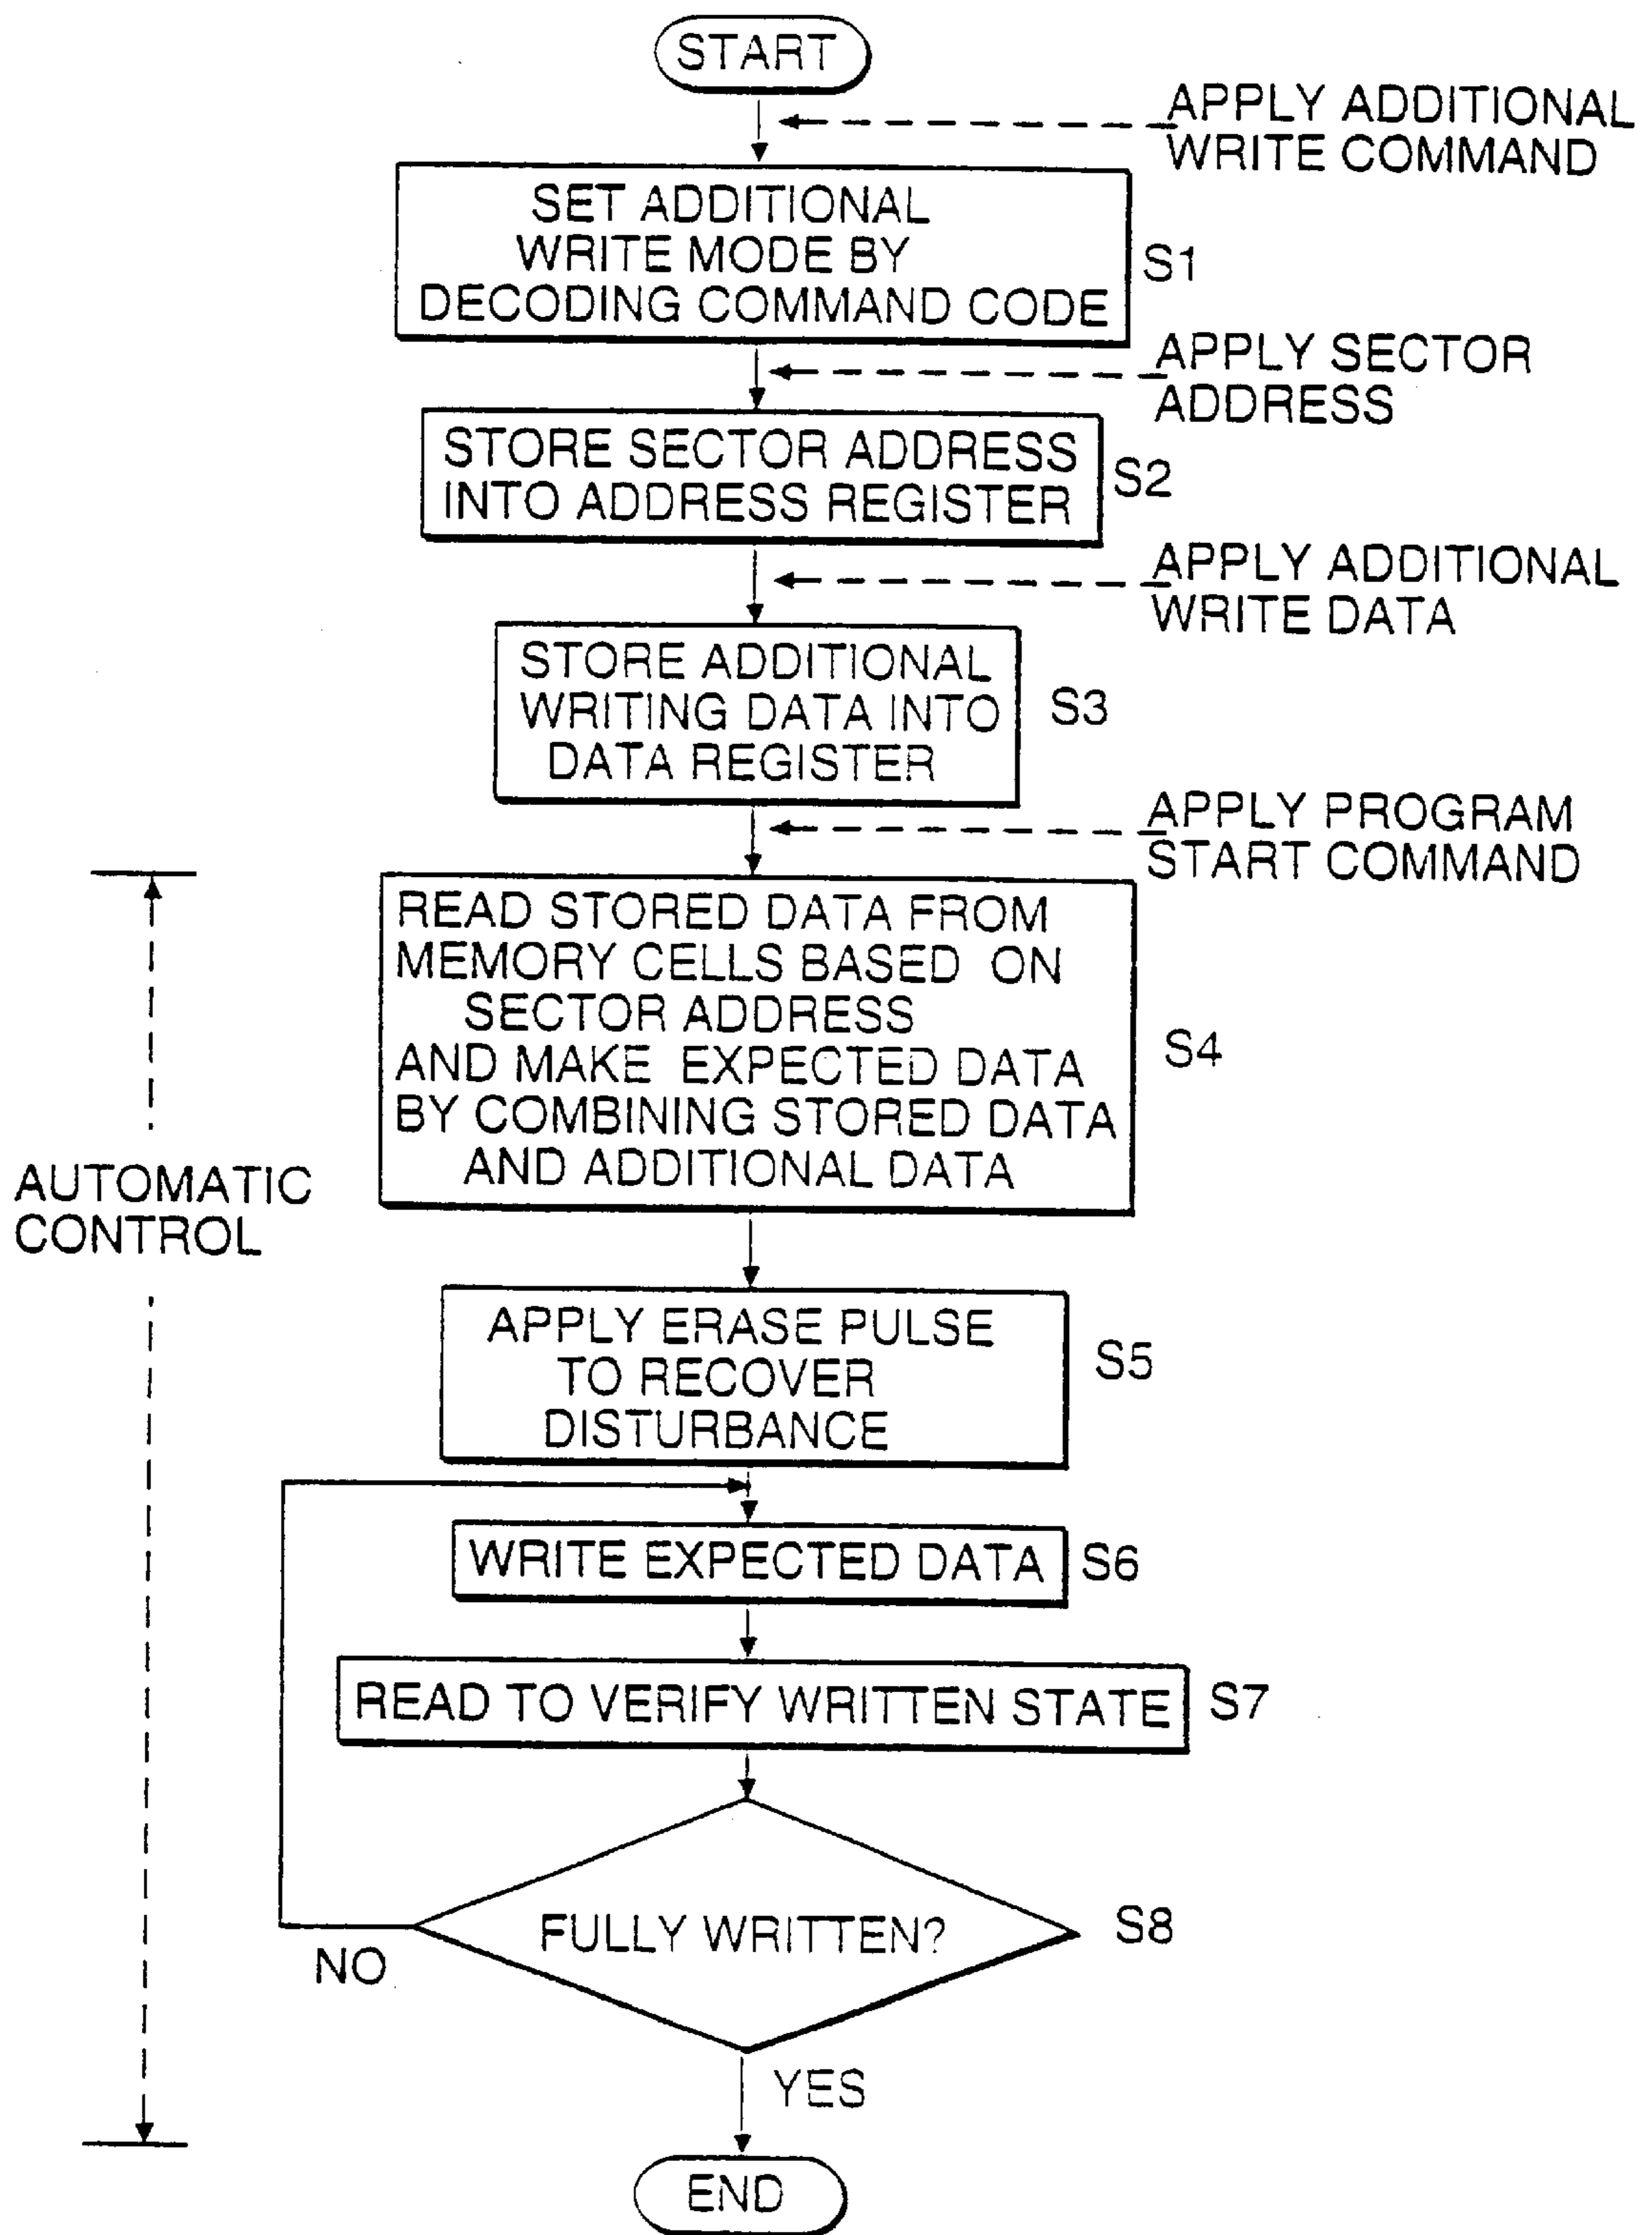 START
APPLY ADDITIONAL
WRITE COMMAND
SET ADDITIONAL
WRITE MODE BY
DECODING COMMAND CODE
S1
APPLY SECTOR
ADDRESS
STORE SECTOR ADDRESS
INTO ADDRESS REGISTER
S2
APPLY ADDITIONAL
WRITE DATA
STORE ADDITIONAL
WRITING DATA INTO
DATA REGISTER
S3
APPLY PROGRAM
START COMMAND
READ STORED DATA FROM
MEMORY CELLS BASED ON
SECTOR ADDRESS
AND MAKE EXPECTED DATA
BY COMBINING STORED DATA
AND ADDITIONAL DATA
S4
AUTOMATIC
CONTROL
APPLY ERASE PULSE
TO RECOVER
DISTURBANCE
S5
WRITE EXPECTED DATA
S6
READ TO VERIFY WRITTEN STATE
S7
FULLY WRITTEN?
S8
NO
YES
END